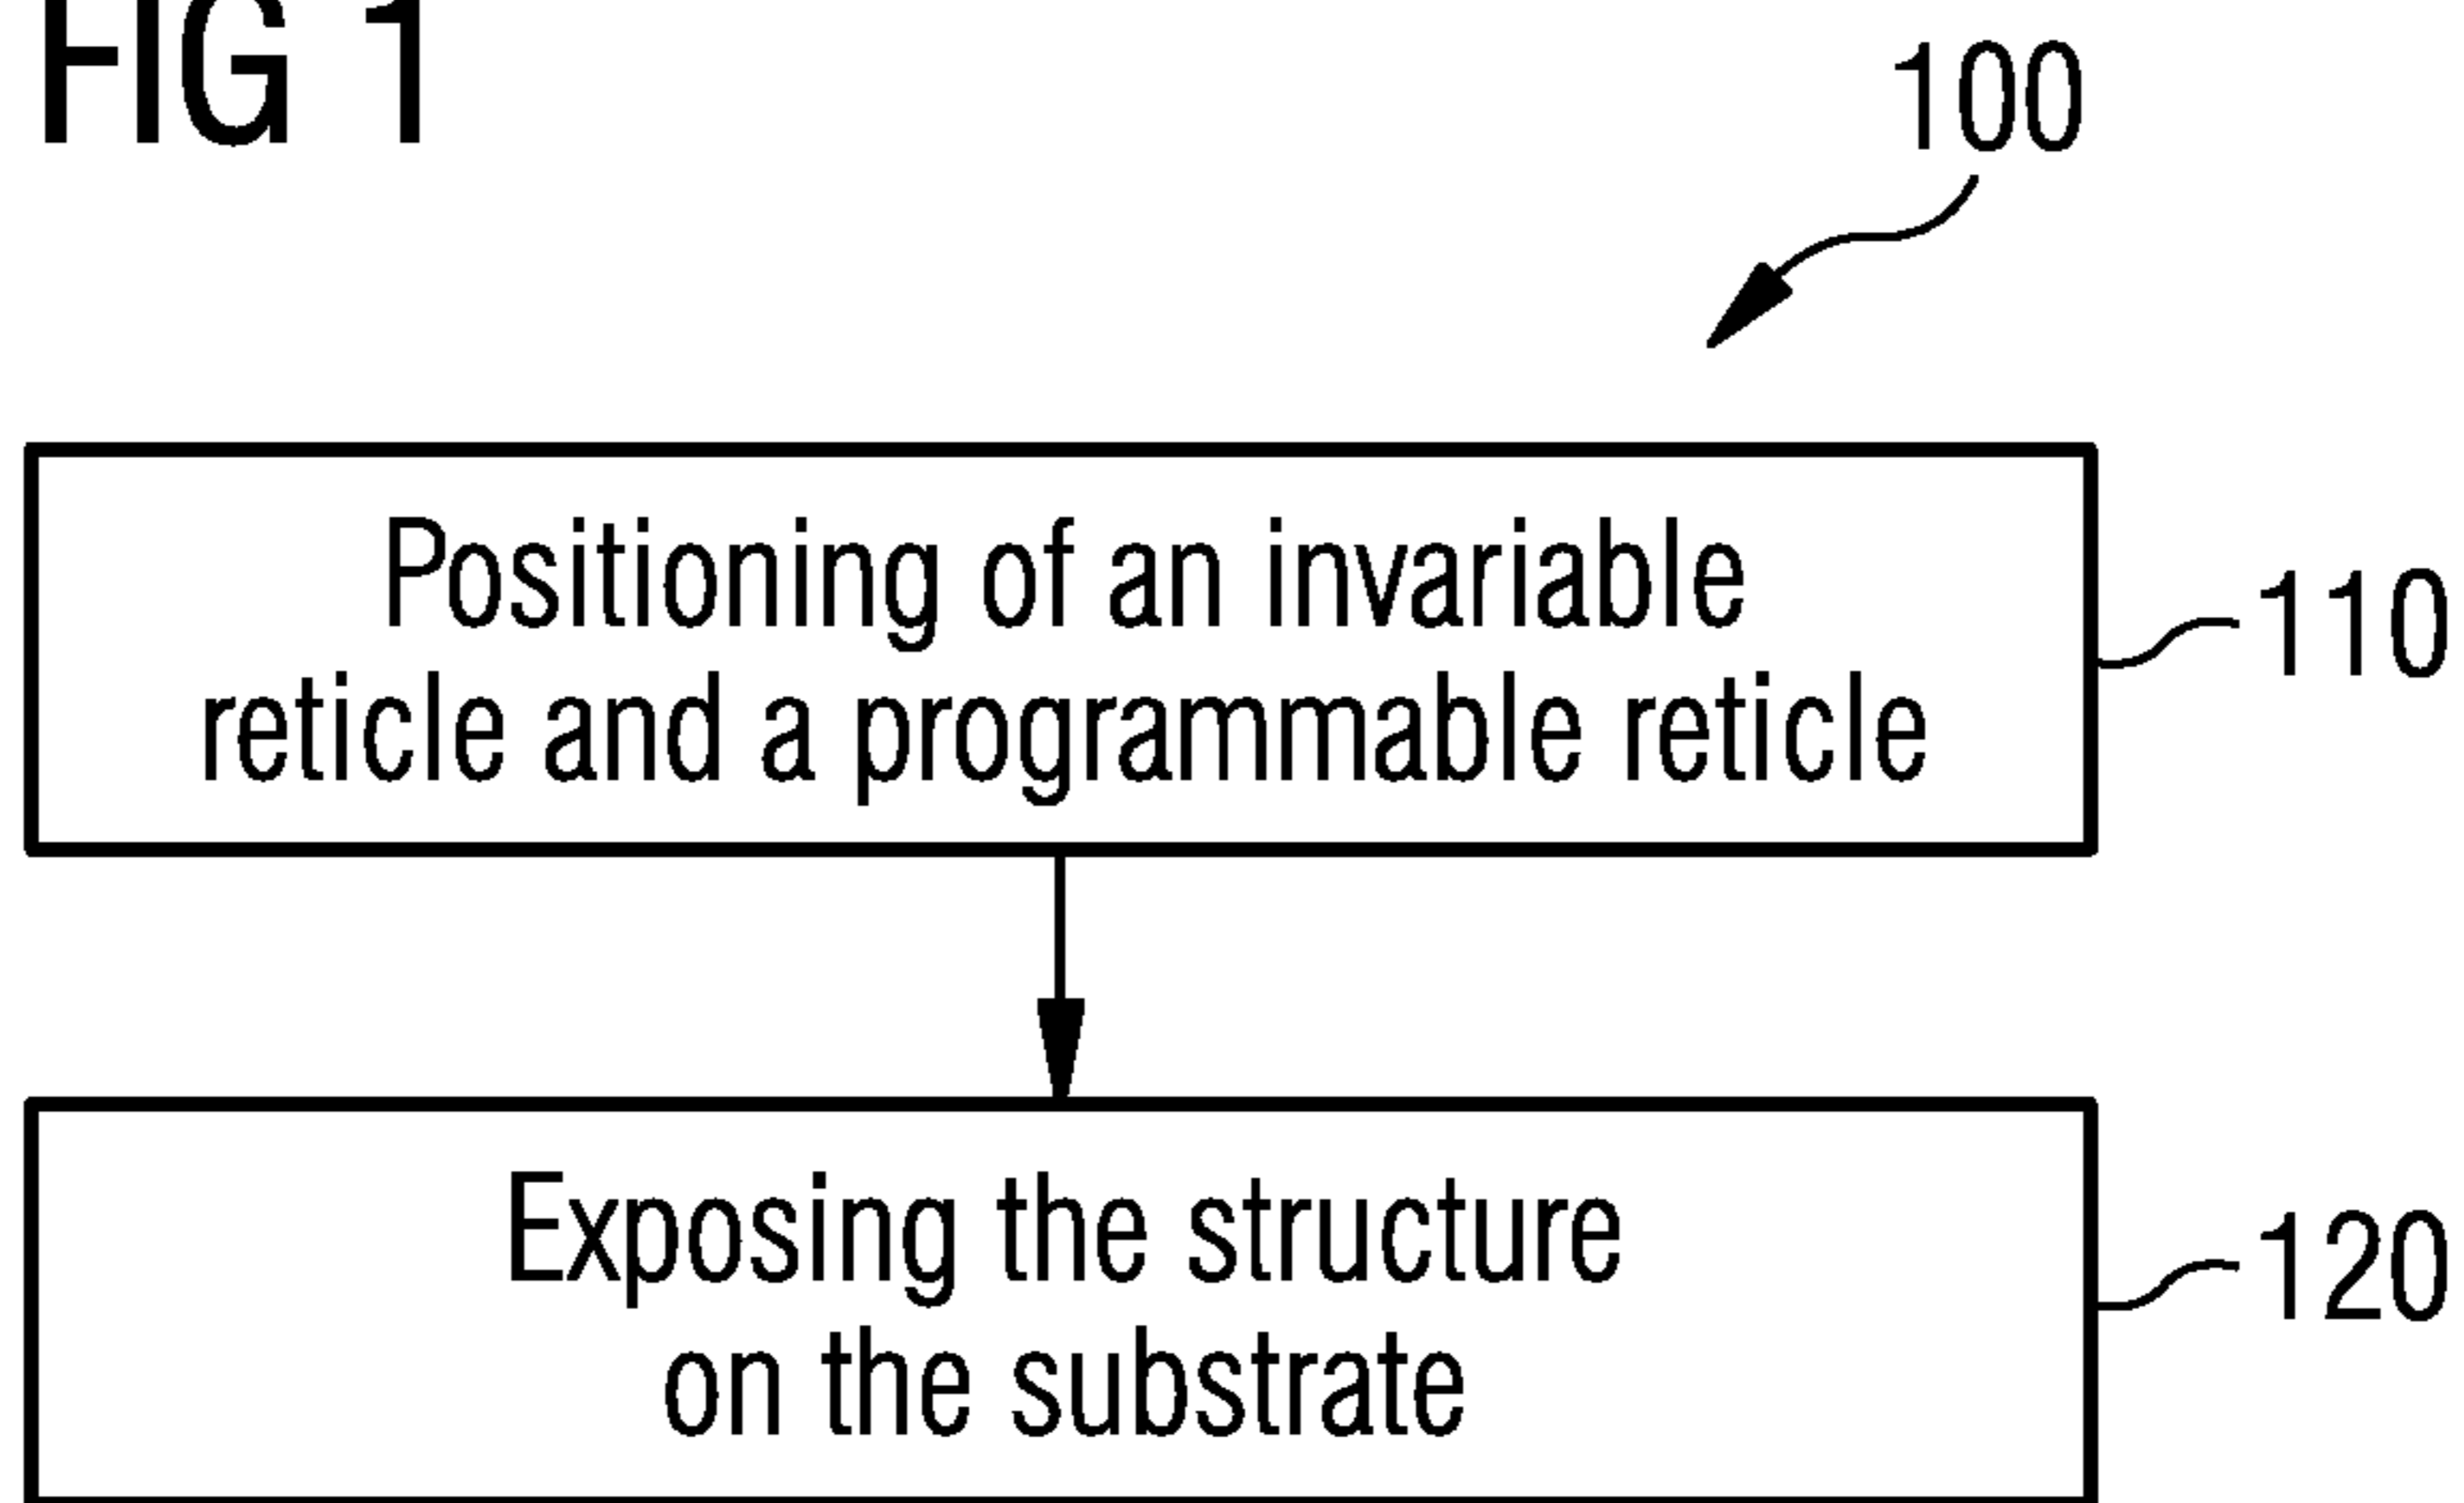 FIG 1
100
Positioning of an invariable
reticle and a programmable reticle
110
Exposing the structure
on the substrate
120